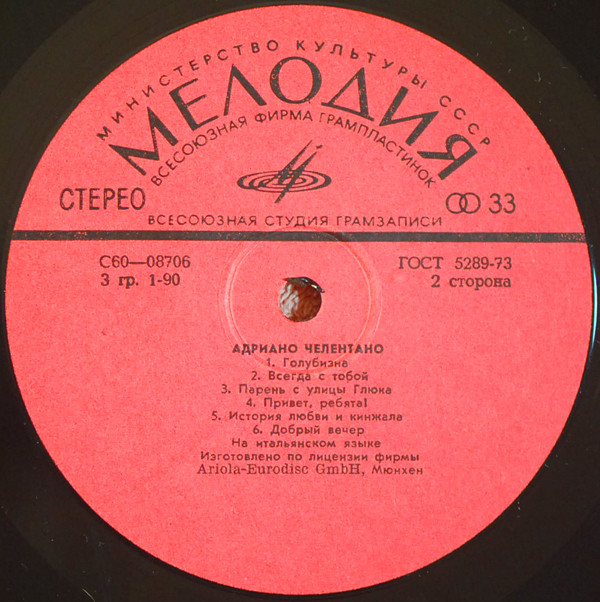 МИНИСТЕРСТВО КУЛЬТУРЫ СССР
МЕЛОДИЯ
ВСЕСОЮЗНАЯ ФИРМА ГРАМПЛАСТИНОК
СТЕРЕО
33
ВСЕСОЮЗНАЯ СТУДИЯ ГРАМЗАПИСИ
С60—08706
ГОСТ 5289-73
3 гр. 1-90
2 сторона
АДРИАНО ЧЕЛЕНТАНО
1. Голубизна
2. Всегда с тобой
3. Парень с улицы Глюка
4. Привет, ребята!
5. История любви и кинжала
6. Добрый вечер
На итальянском языке
Изготовлено по лицензии фирмы
Ariola-Eurodisc GmbH, Мюнхен